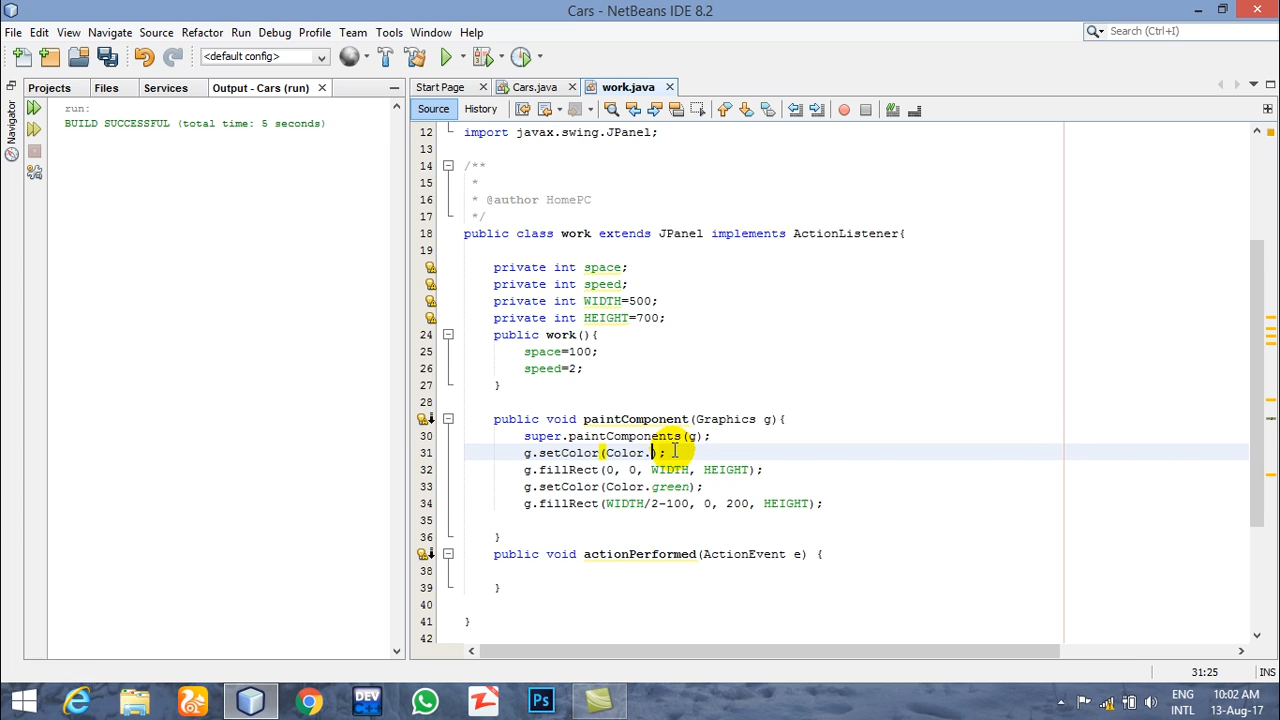 Cars - NetBeans IDE 8.2
File Edit View Navigate Source Refactor Run Debug Profile Team Tools Window Help
Search (Ctrl+I)
<default config>
Projects Files Services Output - Cars (run)
Start Page Cars.java work.java
Navigator
Source History
run:
BUILD SUCCESSFUL (total time: 5 seconds)
12 import javax.swing.JPanel;
13
14 /**
15 *
16 * @author HomePC
17 */
18 public class work extends JPanel implements ActionListener{
19
private int space;
private int speed;
private int WIDTH=500;
private int HEIGHT=700;
24 public work(){
25 space=100;
26 speed=2;
27 }
28
public void paintComponent(Graphics g){
30 super.paintComponents(g);
31 g.setColor(Color.);
32 g.fillRect(0, 0, WIDTH, HEIGHT);
33 g.setColor(Color.green);
34 g.fillRect(WIDTH/2-100, 0, 200, HEIGHT);
35
36 }
public void actionPerformed(ActionEvent e) {
38
39 }
40
41 }
42
31:25 INS
DEV
Ps
ENG
INTL
10:02 AM
13-Aug-17